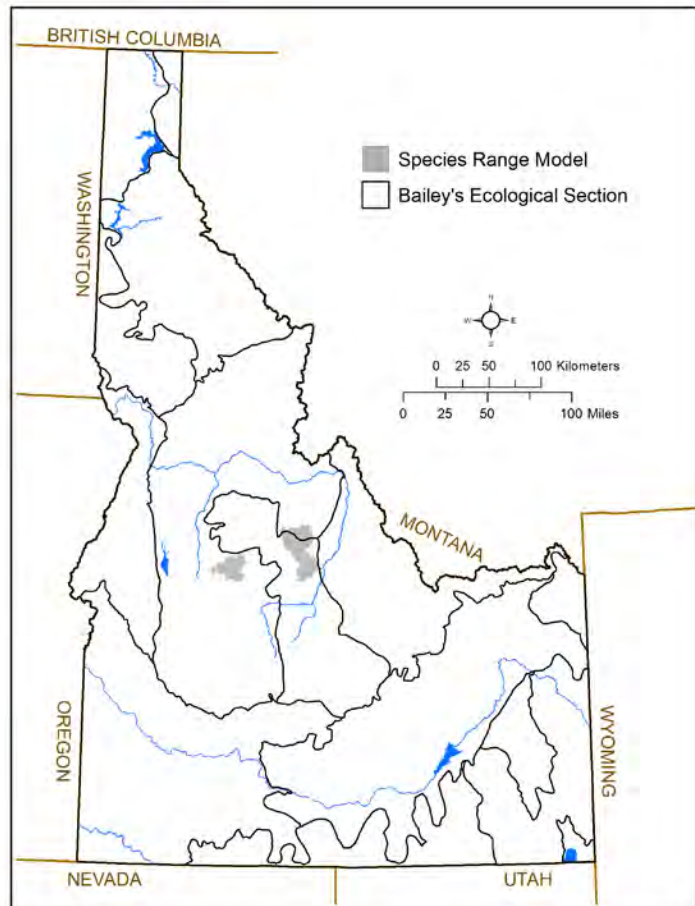 BRITISH COLUMBIA
WASHINGTON
Species Range Model
Bailey's Ecological Section
N
W E
S
0 25 50 100 Kilometers
0 25 50 100 Miles
MONTANA
OREGON
WYOMING
NEVADA
UTAH